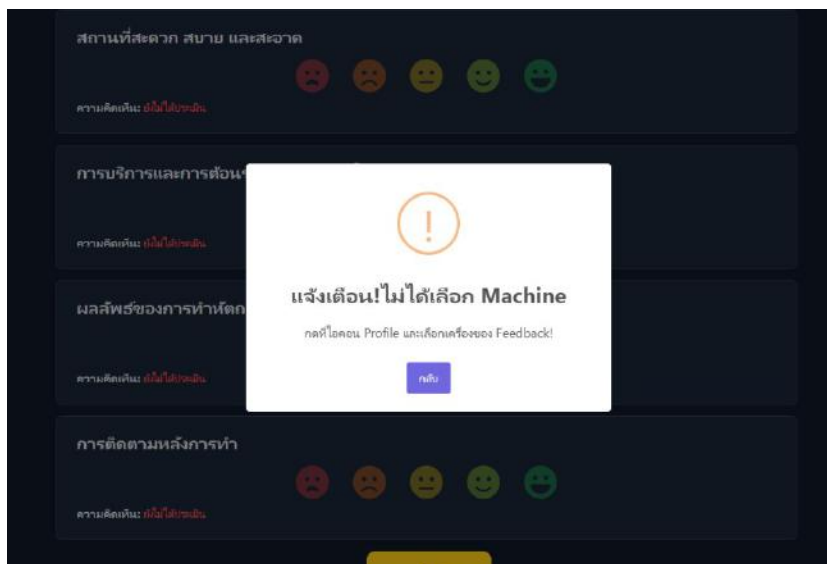 สถานที่สะดวก สบาย และสะอาด
ความคิดเห็น: ยังไม่ได้ประเมิน
การบริการและการต้อนร
ความคิดเห็น: ยังไม่ได้ประเมิน
!
แจ้งเตือน!ไม่ได้เลือก Machine
กดที่ไอคอน Profile และเลือกเครื่องของ Feedback!
กลับ
ผลลัพธ์ของการทำหัตถ
ความคิดเห็น: ยังไม่ได้ประเมิน
การติดตามหลังการทำ
ความคิดเห็น: ยังไม่ได้ประเมิน